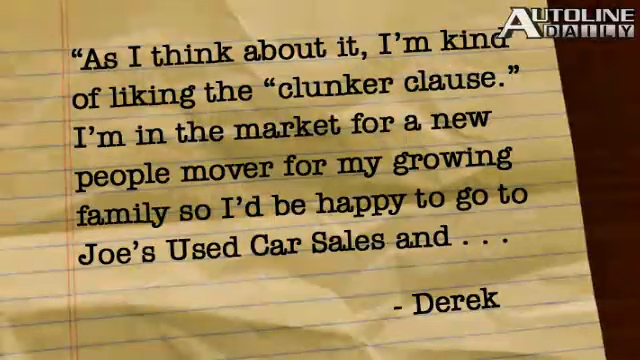 AUTOLINE
DAILY
“As I think about it, I’m kind
of liking the “clunker clause.”
I’m in the market for a new
people mover for my growing
family so I’d be happy to go to
Joe’s Used Car Sales and . . .
- Derek